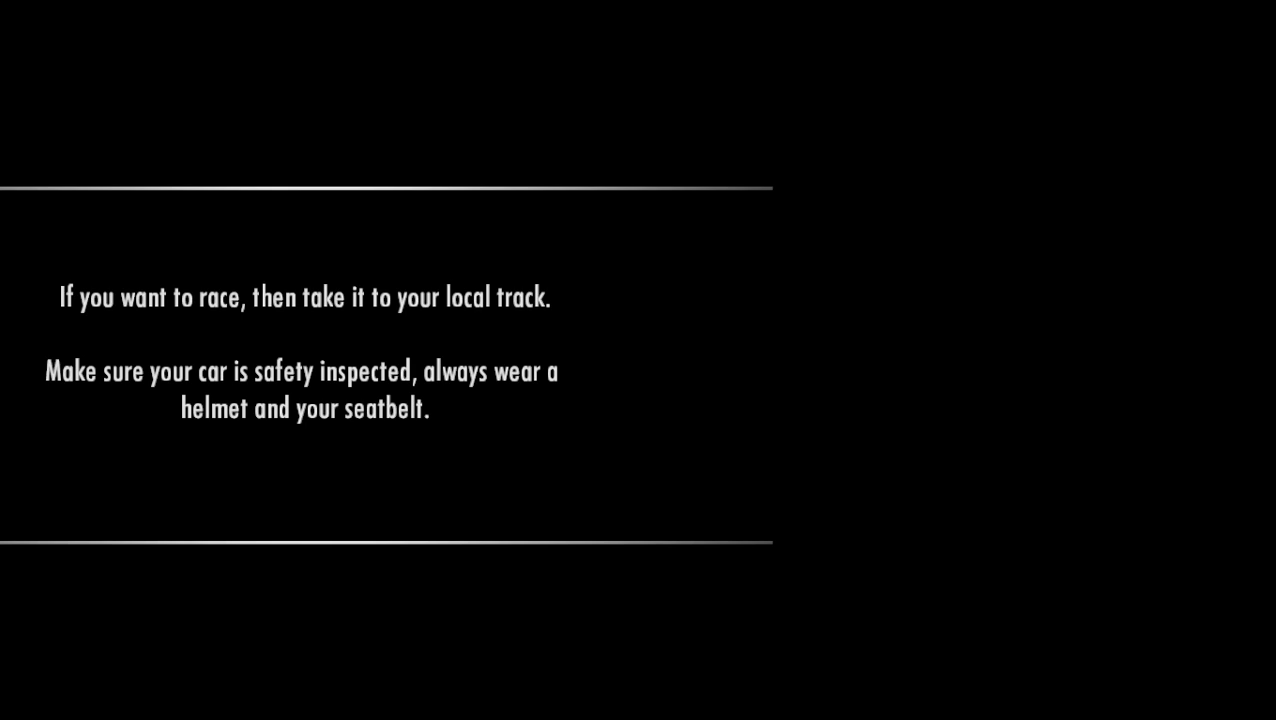 If you want to race, then take it to your local track.
Make sure your car is safety inspected, always wear a
helmet and your seatbelt.